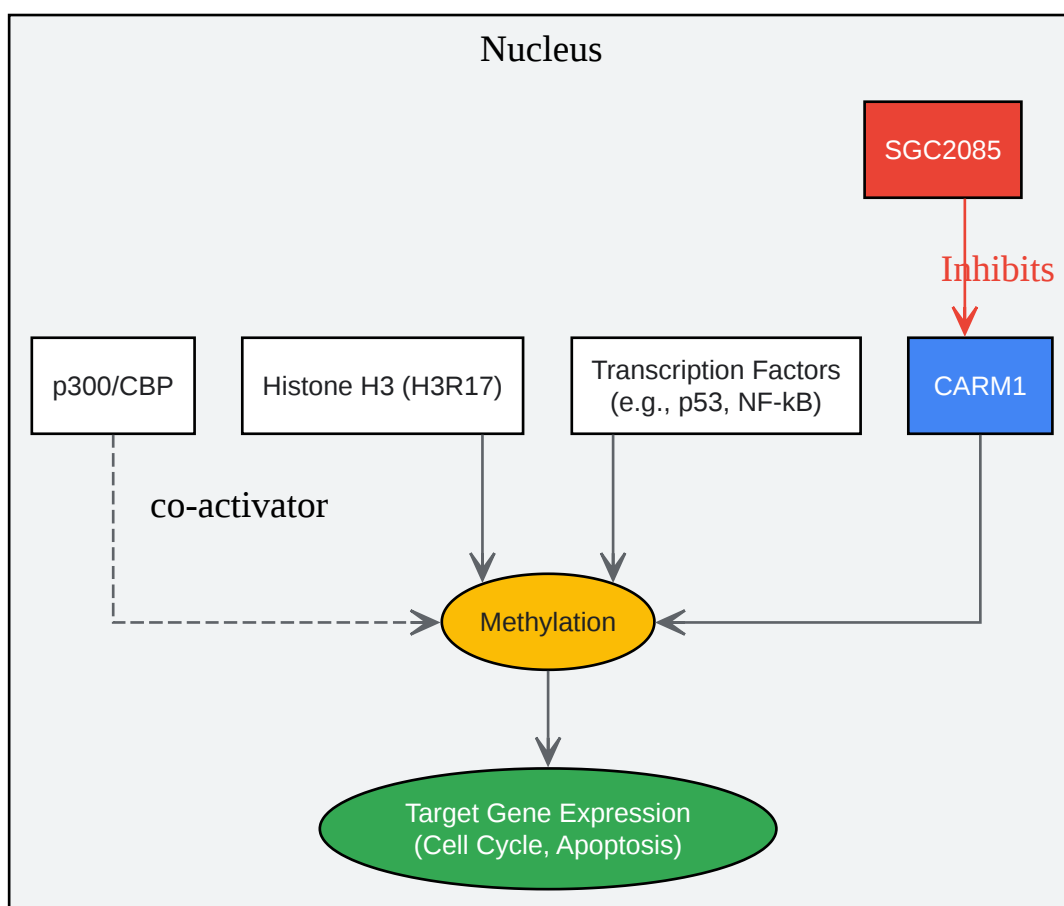 Nucleus
SGC2085
Inhibits
p300/CBP
Histone H3 (H3R17)
Transcription Factors
(e.g., p53, NF-kB)
CARM1
co-activator
Methylation
Target Gene Expression
(Cell Cycle, Apoptosis)